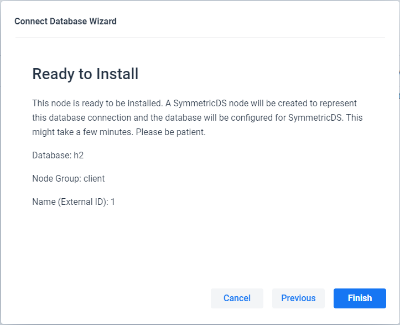 Connect Database Wizard
Ready to Install
This node is ready to be installed. A SymmetricDS node will be created to represent
this database connection and the database will be configured for SymmetricDS. This
might take a few minutes. Please be patient.
Database: h2
Node Group: client
Name (External ID): 1
Cancel
Previous
Finish